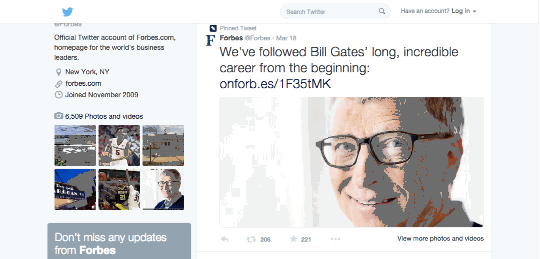 Search Twitter
Have an account? Log in
@Forbes
Official Twitter account of Forbes.com,
homepage for the world's business
leaders.
New York, NY
forbes.com
Joined November 2009
6,509 Photos and videos
Don't miss any updates
from Forbes
Pinned Tweet
Forbes @Forbes · Mar 18
We've followed Bill Gates' long, incredible
career from the beginning:
onforb.es/1F35tMK
206
221
View more photos and videos